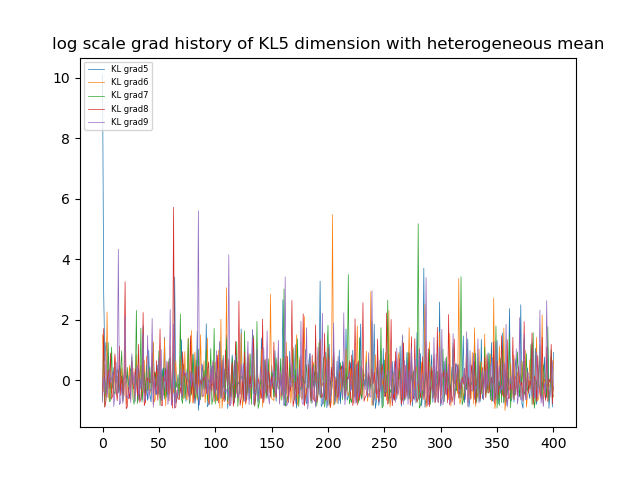 log scale grad history of KL5 dimension with heterogeneous mean
10
8
6
4
2
0
KL grad5
KL grad6
KL grad7
KL grad8
KL grad9
0 50 100 150 200 250 300 350 400